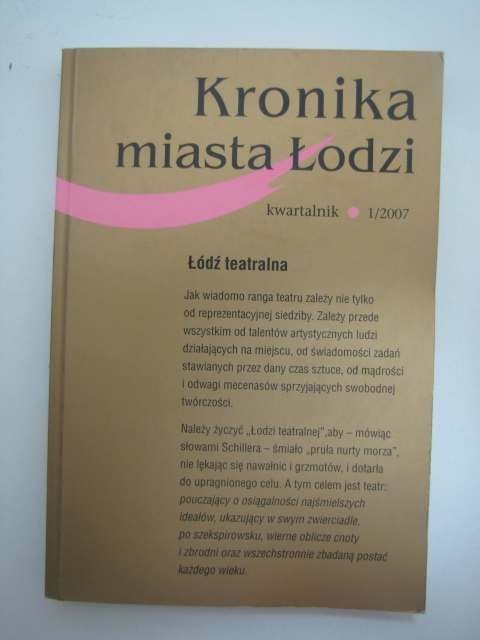 Kronika
miasta Łodzi
kwartalnik • 1/2007
Łódź teatralna
Jak wiadomo ranga teatru zależy nie tylko
od reprezentacyjnej siedziby. Zależy przede
wszystkim od talentów artystycznych ludzi
działających na miejscu, od świadomości zadań
stawianych przez dany czas sztuce, od mądrości
i odwagi mecenasów sprzyjających swobodnej
twórczości.
Należy życzyć „Łodzi teatralnej”,aby – mówiąc
słowami Schillera – śmiało „pruła nurty morza”,
nie lękając się nawałnic i grzmotów, i dotarła
do upragnionego celu. A tym celem jest teatr:
pouczający o osiągalności najśmielszych
ideałów, ukazujący w swym zwierciadle,
po szekspirowsku, wierne oblicze cnoty
i zbrodni oraz wszechstronnie zbadaną postać
każdego wieku.